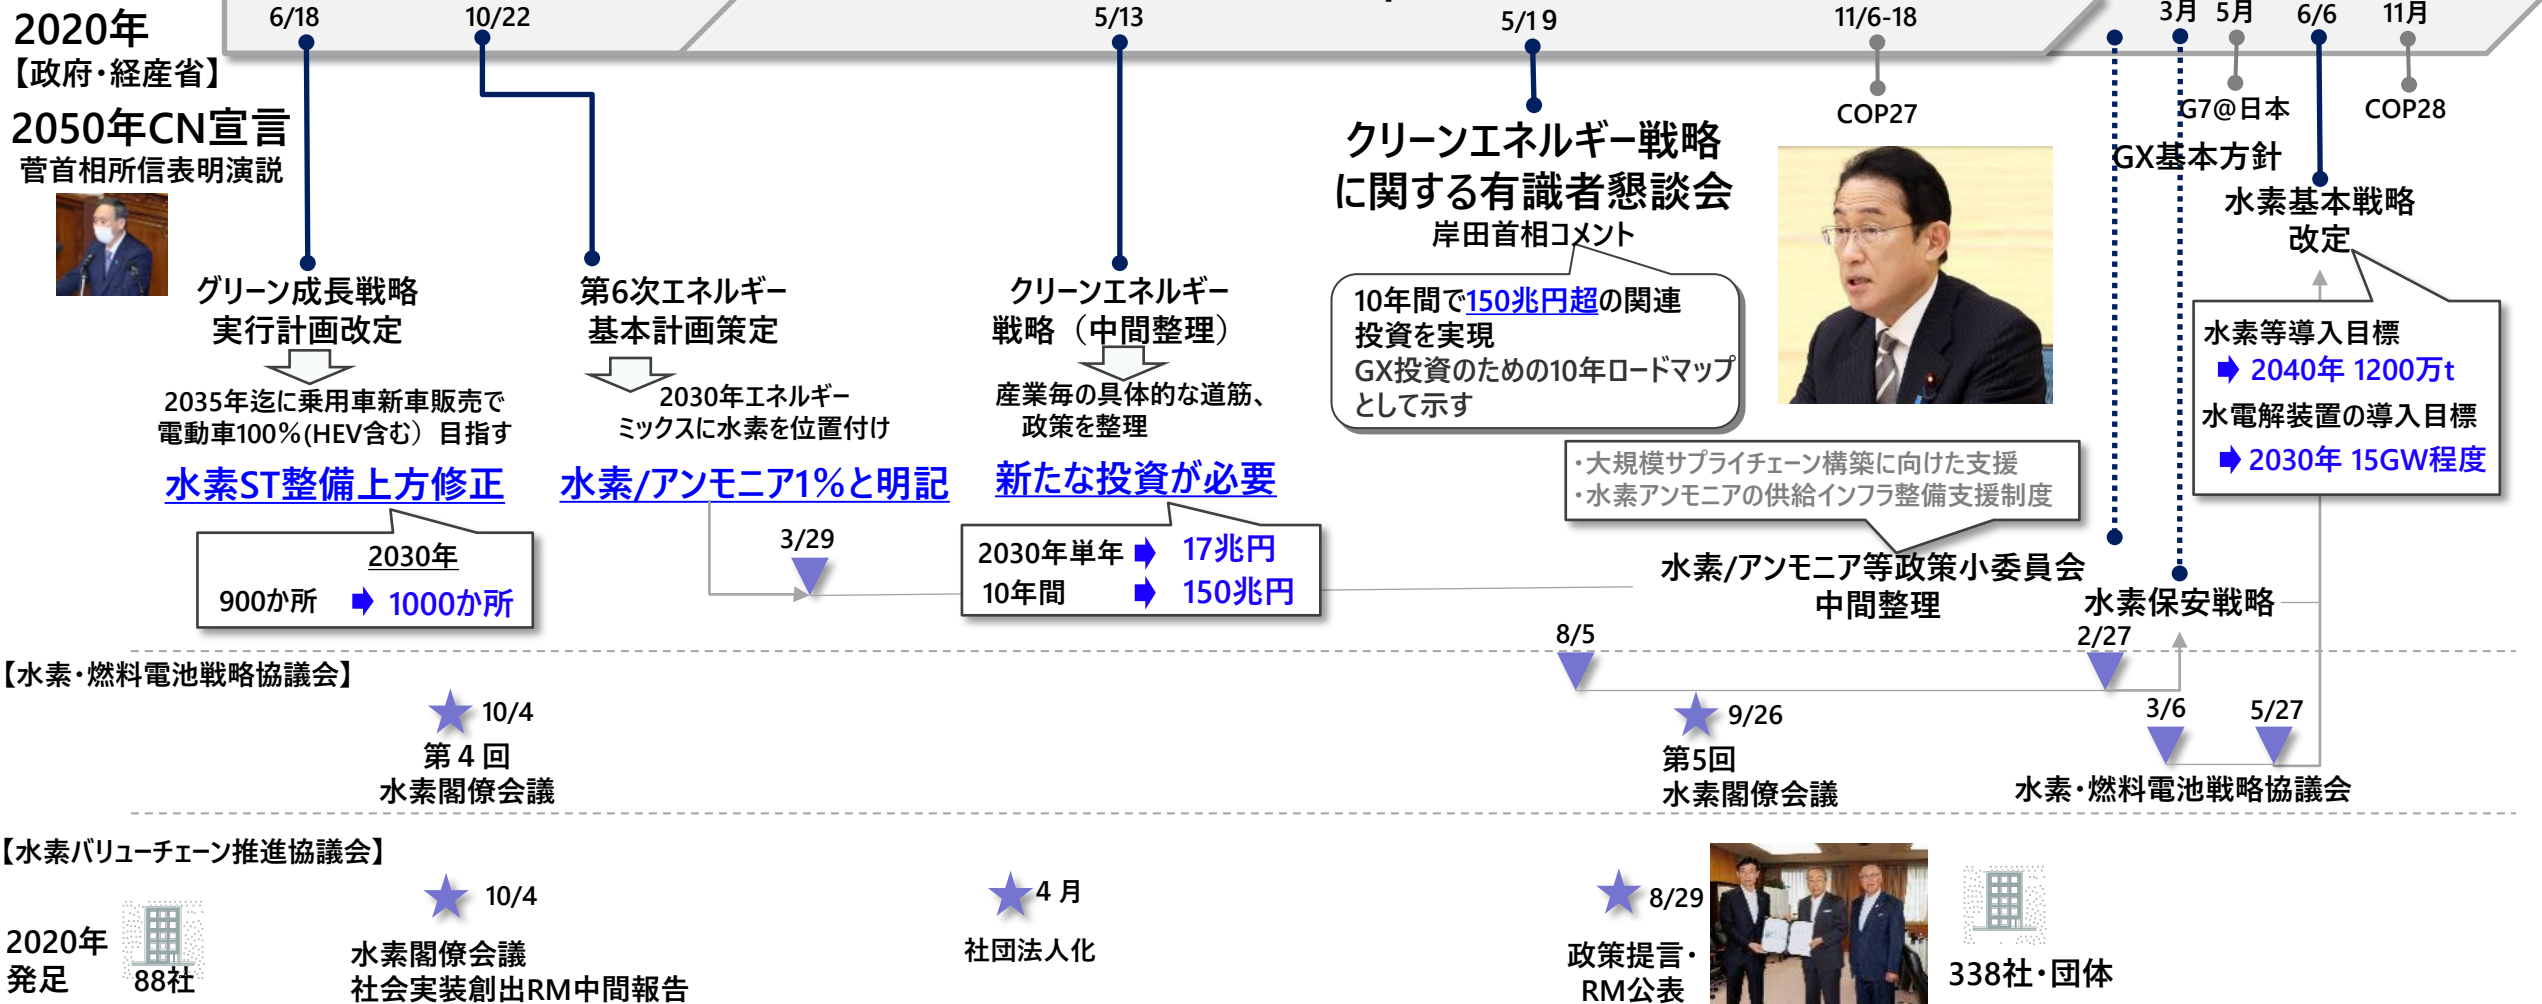 6/18
10/22
5/13
5/19
11/6-18
3月
5月
6/6
11月
2020年
【政府・経産省】
2050年CN宣言
菅首相所信表明演説
COP27
G7@日本
COP28
GX基本方針
クリーンエネルギー戦略
に関する有識者懇談会
岸田首相コメント
10年間で150兆円超の関連
投資を実現
GX投資のための10年ロードマップ
として示す
水素基本戦略
改定
水素等導入目標
2040年 1200万t
水電解装置の導入目標
2030年 15GW程度
グリーン成長戦略
実行計画改定
2035年迄に乗用車新車販売で
電動車100%(HEV含む）目指す
水素ST整備上方修正
2030年
900か所
1000か所
第6次エネルギー
基本計画策定
2030年エネルギー
ミックスに水素を位置付け
水素/アンモニア1%と明記
3/29
クリーンエネルギー
戦略（中間整理）
産業毎の具体的な道筋、
政策を整理
新たな投資が必要
2030年単年
17兆円
10年間
150兆円
・大規模サプライチェーン構築に向けた支援
・水素アンモニアの供給インフラ整備支援制度
水素/アンモニア等政策小委員会
中間整理
水素保安戦略
8/5
2/27
【水素・燃料電池戦略協議会】
10/4
第４回
水素閣僚会議
9/26
第5回
水素閣僚会議
3/6
5/27
水素・燃料電池戦略協議会
【水素バリューチェーン推進協議会】
2020年
発足
88社
10/4
水素閣僚会議
社会実装創出RM中間報告
4 月
社団法人化
8/29
政策提言・
RM公表
338社・団体